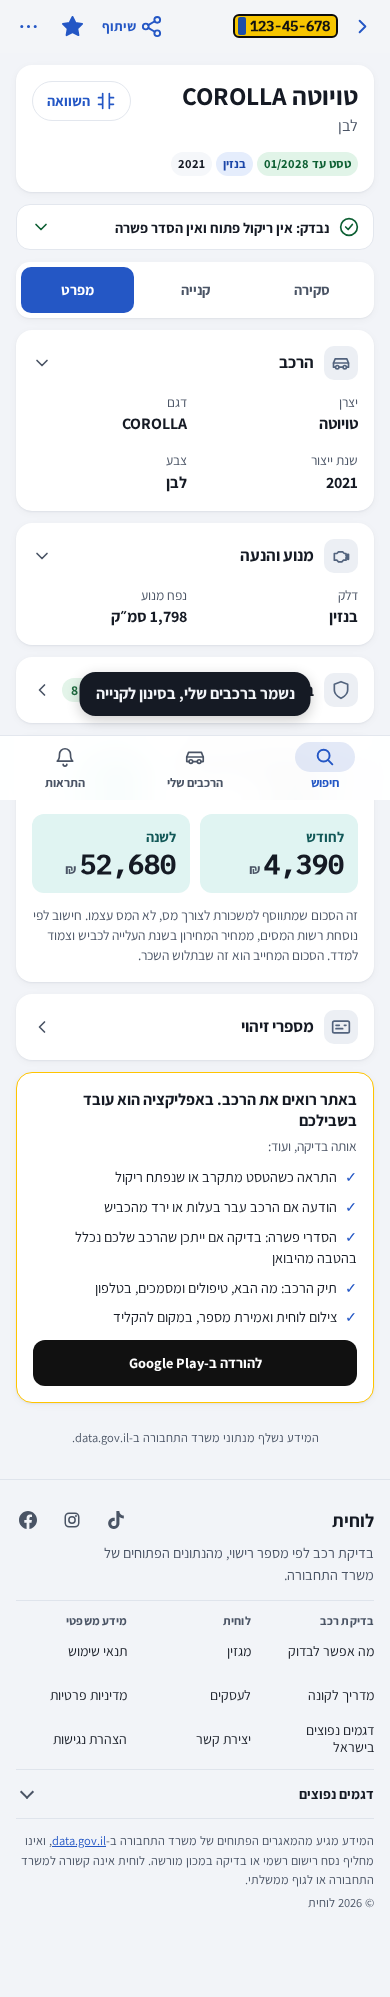 123-45-678
שיתוף
טויוטה COROLLA
לבן
השוואה
טסט עד 01/2028
בנזין
2021
נבדק: אין ריקול פתוח ואין הסדר פשרה
סקירה
קנייה
מפרט
הרכב
יצרן
דגם
טויוטה
COROLLA
שנת ייצור
צבע
2021
לבן
מנוע והנעה
דלק
נפח מנוע
בנזין
1,798 סמ״ק
נשמר ברכבים שלי, בסינון לקנייה
חיפוש
הרכבים שלי
התראות
לחודש
לשנה
4,390 ₪
52,680 ₪
זה הסכום שמתווסף למשכורת לצורך מס, לא המס עצמו. חישוב לפי
נוסחת רשות המסים, ממחיר המחירון בשנת העלייה לכביש וצמוד
למדד. הסכום המחייב הוא זה שבתלוש השכר.
מספרי זיהוי
באתר רואים את הרכב. באפליקציה הוא עובד
בשבילכם
אותה בדיקה, ועוד:
✓ התראה כשהטסט מתקרב או שנפתח ריקול
✓ הודעה אם הרכב עבר בעלות או ירד מהכביש
✓ הסדרי פשרה: בדיקה אם ייתכן שהרכב שלכם נכלל
בהטבה מהיבואן
✓ תיק הרכב: מה הבא, טיפולים ומסמכים, בטלפון
✓ צילום לוחית ואמירת מספר, במקום להקליד
להורדה ב-Google Play
המידע נשלף מנתוני משרד התחבורה ב-data.gov.il.
לוחית
בדיקת רכב לפי מספר רישוי, מהנתונים הפתוחים של
משרד התחבורה.
בדיקת רכב
לוחית
מידע משפטי
מה אפשר לבדוק
מגזין
תנאי שימוש
מדריך לקונה
לעסקים
מדיניות פרטיות
דגמים נפוצים
בישראל
יצירת קשר
הצהרת נגישות
דגמים נפוצים
המידע מגיע מהמאגרים הפתוחים של משרד התחבורה ב-data.gov.il, ואינו
מחליף נסח רישום רשמי או בדיקה במכון מורשה. לוחית אינה קשורה למשרד
התחבורה או לגוף ממשלתי.
© 2026 לוחית